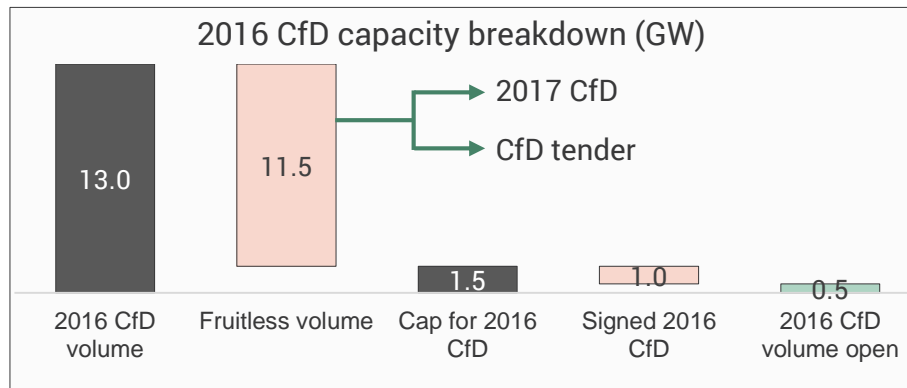 2016 CfD capacity breakdown (GW)
2017 CfD
CfD tender
13.0
11.5
1.5
1.0
0.5
2016 CfD
volume
Fruitless volume
Cap for 2016
CfD
Signed 2016
CfD
2016 CfD
volume open